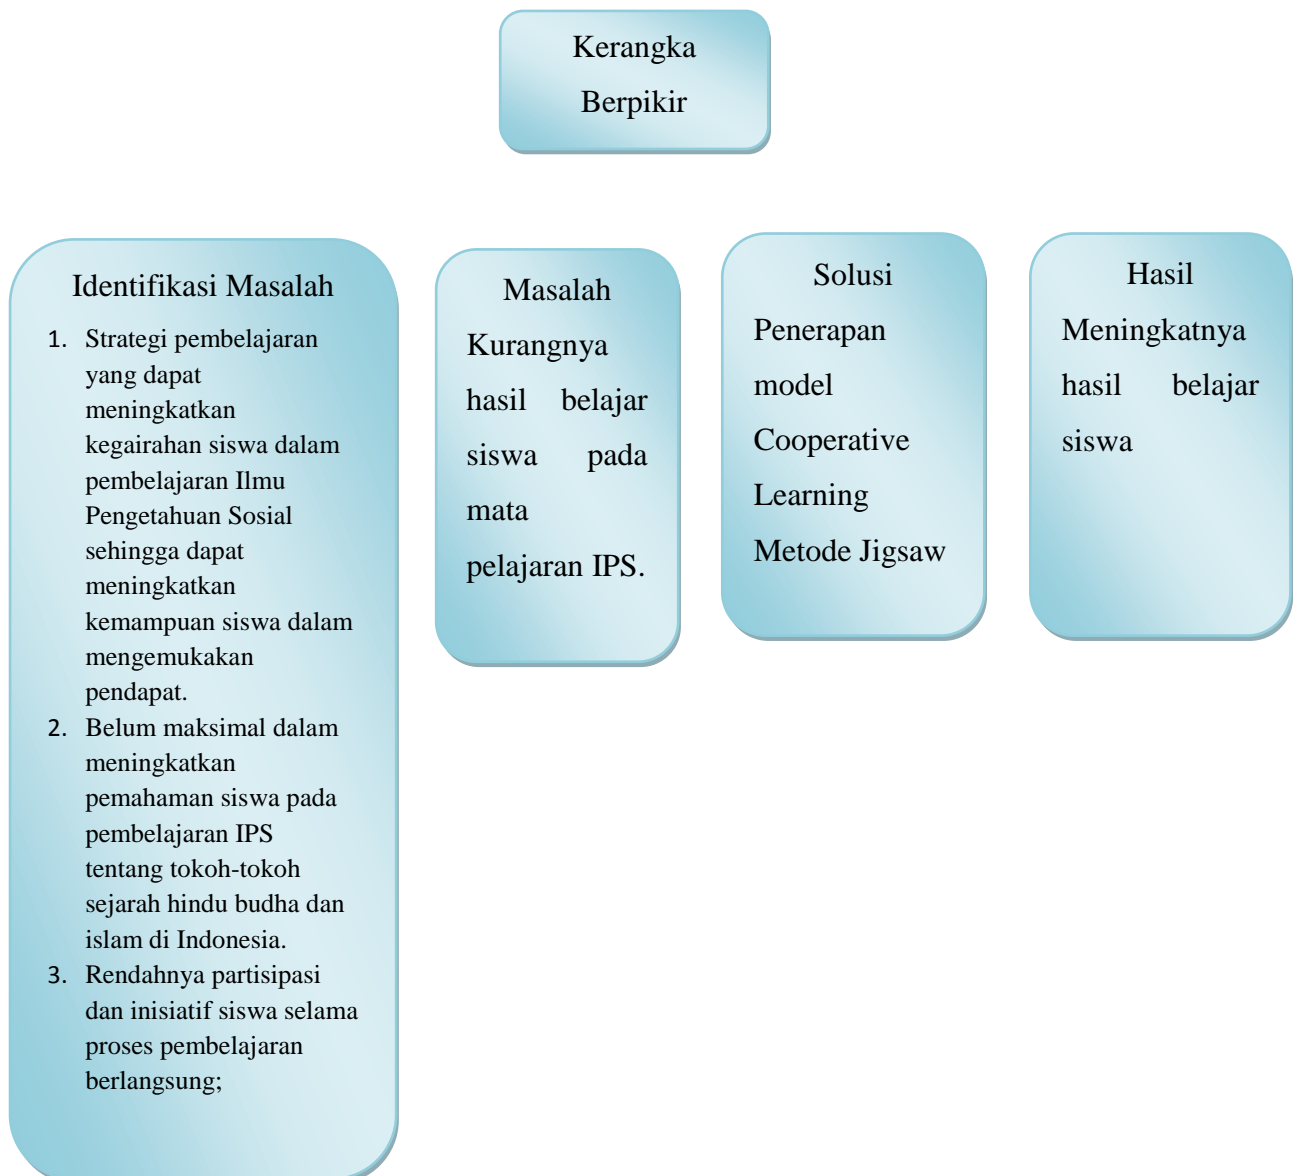 Kerangka
Berpikir
Identifikasi Masalah
1. Strategi pembelajaran
yang dapat
meningkatkan
kegairahan siswa dalam
pembelajaran Ilmu
Pengetahuan Sosial
sehingga dapat
meningkatkan
kemampuan siswa dalam
mengemukakan
pendapat.
2. Belum maksimal dalam
meningkatkan
pemahaman siswa pada
pembelajaran IPS
tentang tokoh-tokoh
sejarah hindu budha dan
islam di Indonesia.
3. Rendahnya partisipasi
dan inisiatif siswa selama
proses pembelajaran
berlangsung;
Masalah
Kurangnya
hasil belajar
siswa pada
mata
pelajaran IPS.
Solusi
Penerapan
model
Cooperative
Learning
Metode Jigsaw
Hasil
Meningkatnya
hasil belajar
siswa